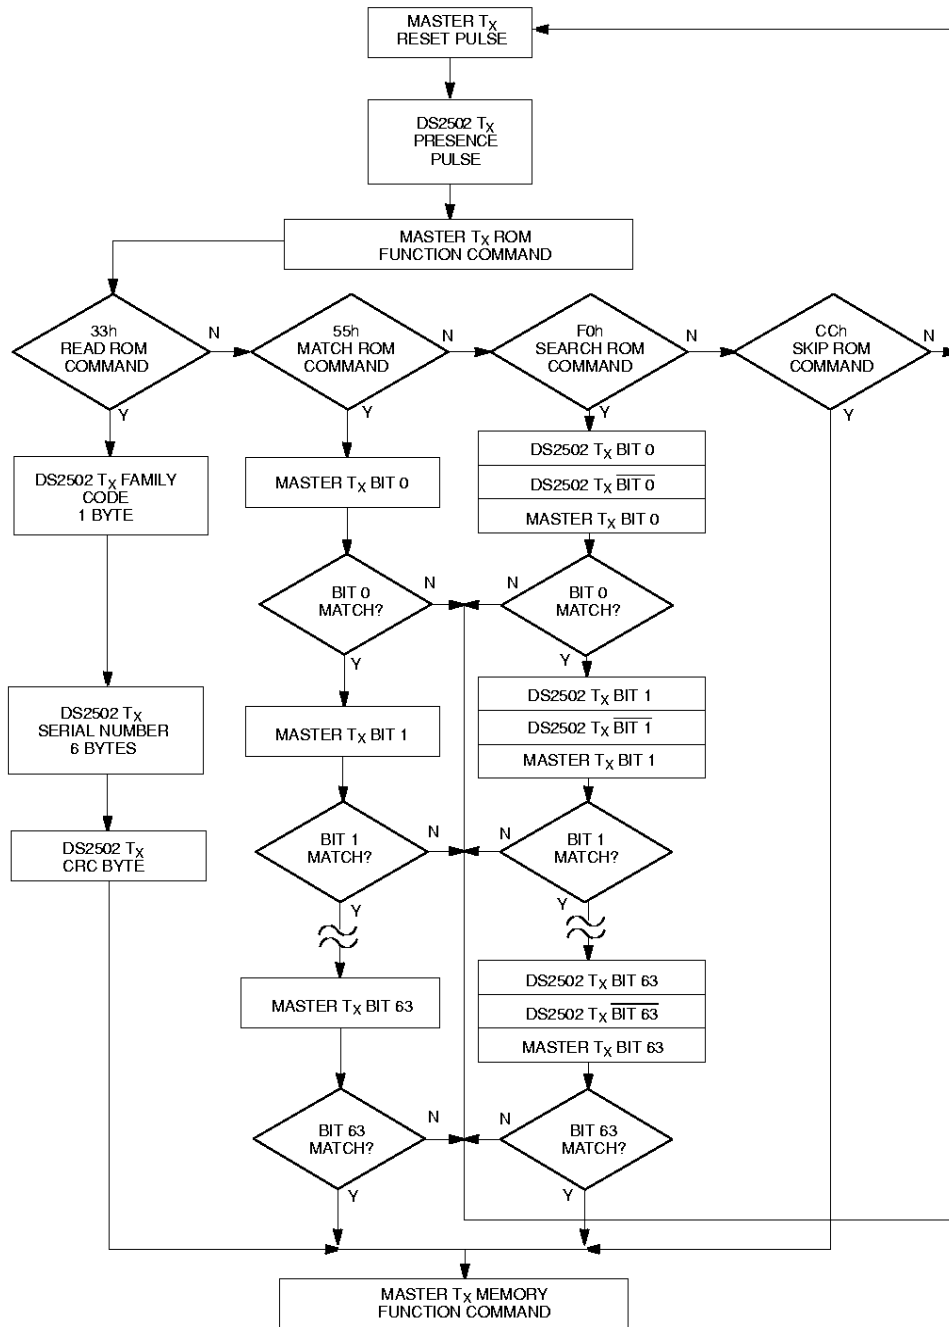 MASTER TX
RESET PULSE
DS2502 TX
PRESENCE
PULSE
MASTER TX ROM
FUNCTION COMMAND
33h
READ ROM
COMMAND
N
Y
55h
MATCH ROM
COMMAND
N
Y
F0h
SEARCH ROM
COMMAND
N
Y
CCh
SKIP ROM
COMMAND
N
Y
DS2502 TX FAMILY
CODE
1 BYTE
DS2502 TX
SERIAL NUMBER
6 BYTES
DS2502 TX
CRC BYTE
MASTER TX BIT 0
BIT 0
MATCH?
N
Y
MASTER TX BIT 1
BIT 1
MATCH?
N
Y
MASTER TX BIT 63
BIT 63
MATCH?
N
Y
DS2502 TX BIT 0
DS2502 TX BIT 0
MASTER TX BIT 0
BIT 0
MATCH?
N
Y
DS2502 TX BIT 1
DS2502 TX BIT 1
MASTER TX BIT 1
BIT 1
MATCH?
N
Y
DS2502 TX BIT 63
DS2502 TX BIT 63
MASTER TX BIT 63
BIT 63
MATCH?
N
Y
MASTER TX MEMORY
FUNCTION COMMAND